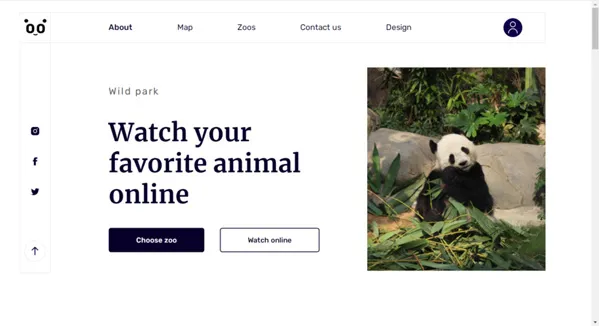 About
Map
Zoos
Contact us
Design
Wild park
Watch your
favorite animal
online
Choose zoo
Watch online